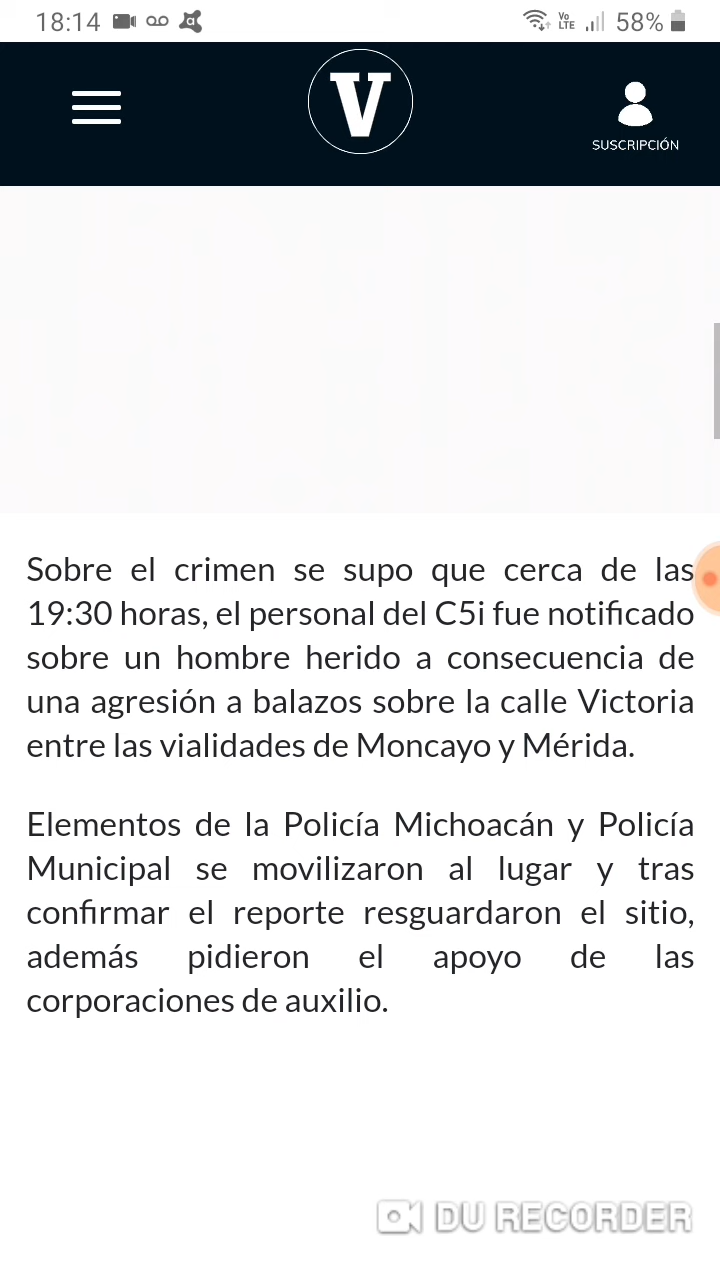 18:14 Vo LTE 58%
V
SUSCRIPCIÓN
Sobre el crimen se supo que cerca de las
19:30 horas, el personal del C5i fue notificado
sobre un hombre herido a consecuencia de
una agresión a balazos sobre la calle Victoria
entre las vialidades de Moncayo y Mérida.
Elementos de la Policía Michoacán y Policía
Municipal se movilizaron al lugar y tras
confirmar el reporte resguardaron el sitio,
además pidieron el apoyo de las
corporaciones de auxilio.
DU RECORDER